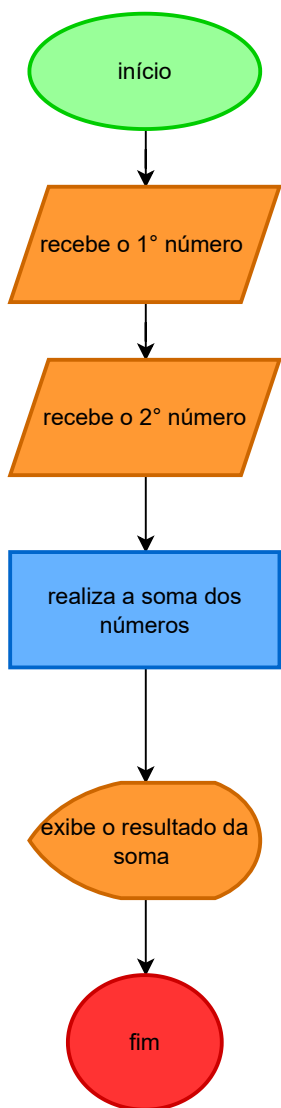 início
recebe o 1° número
recebe o 2° número
realiza a soma dos
números
exibe o resultado da
soma
fim